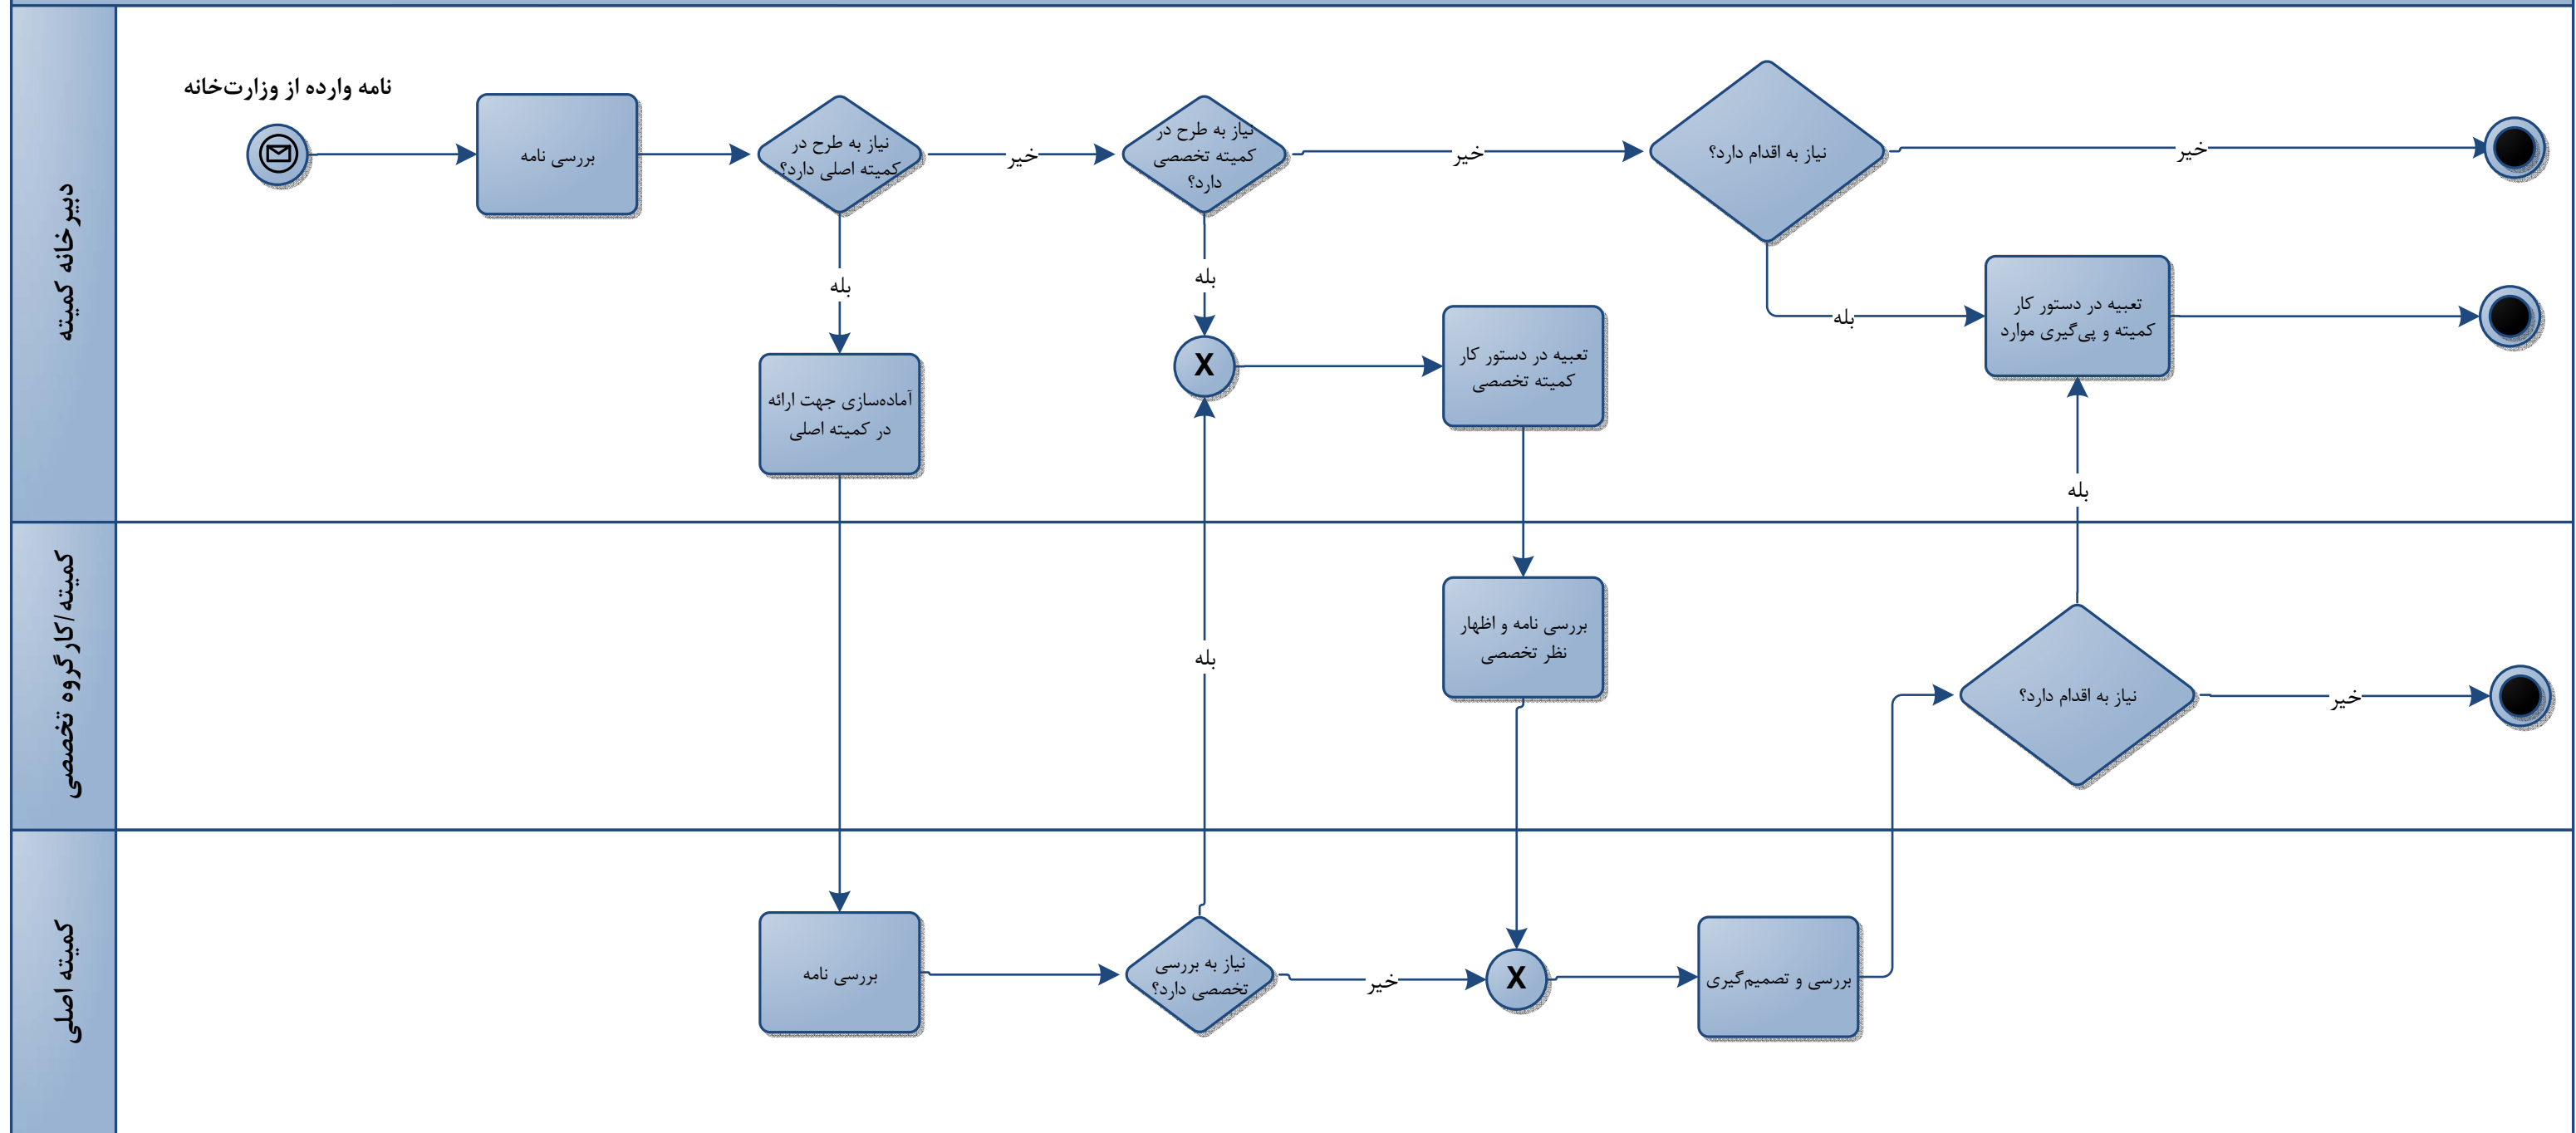 دبیرخانه کمیته
نامه وارده از وزارت‌خانه
بررسی نامه
نیاز به طرح در
کمیته اصلی دارد؟
خیر
نیاز به طرح در
کمیته تخصصی
دارد؟
خیر
نیاز به اقدام دارد؟
خیر
بله
بله
بله
تعبیه در دستور کار
کمیته و پی‌گیری موارد
تعبیه در دستور کار
کمیته تخصصی
X
آماده‌سازی جهت ارائه
در کمیته اصلی
بله
کمیته/کارگروه تخصصی
بله
بررسی نامه و اظهار
نظر تخصصی
نیاز به اقدام دارد؟
خیر
کمیته اصلی
بررسی نامه
نیاز به بررسی
تخصصی دارد؟
خیر
X
بررسی و تصمیم‌گیری